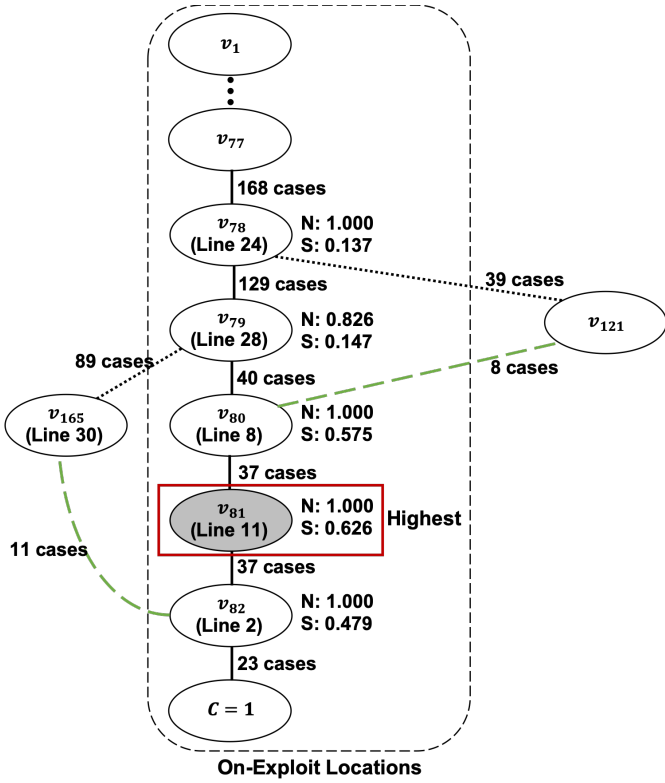 v₁
v₇₇
168 cases
v₇₈
(Line 24)
N: 1.000
S: 0.137
129 cases
39 cases
v₇₉
(Line 28)
N: 0.826
S: 0.147
v₁₂₁
89 cases
40 cases
8 cases
v₁₆₅
(Line 30)
v₈₀
(Line 8)
N: 1.000
S: 0.575
37 cases
v₈₁
(Line 11)
N: 1.000
S: 0.626
Highest
11 cases
37 cases
v₈₂
(Line 2)
N: 1.000
S: 0.479
23 cases
C = 1
On-Exploit Locations